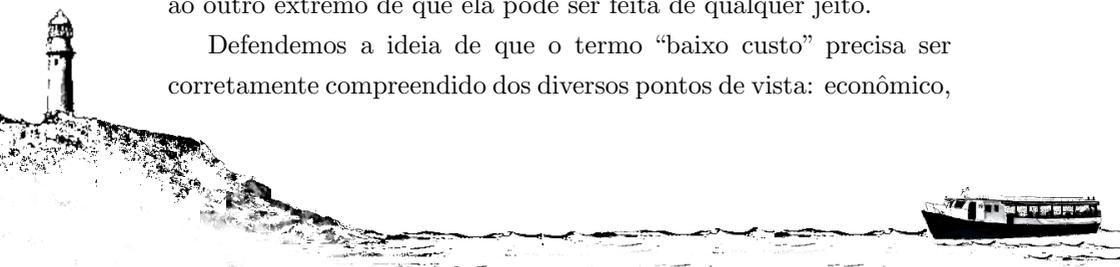 ao outro extremo de que ela pode ser feita de qualquer jeito.
Defendemos a ideia de que o termo “baixo custo” precisa ser
corretamente compreendido dos diversos pontos de vista: econômico,